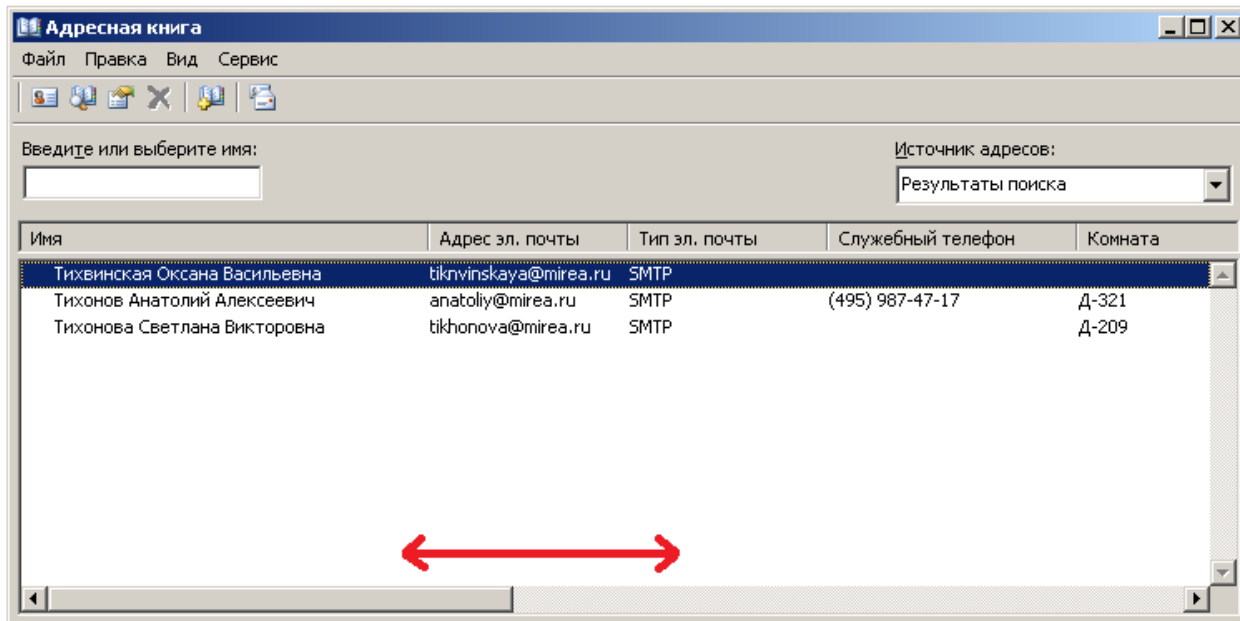 Адресная книга
Файл Правка Вид Сервис
Введите или выберите имя: Источник адресов:
Результаты поиска
Имя Адрес эл. почты Тип эл. почты Служебный телефон Комната
Тихвинская Оксана Васильевна tiknvinskaya@mirea.ru SMTP
Тихонов Анатолий Алексеевич anatoliy@mirea.ru SMTP (495) 987-47-17 Д-321
Тихонова Светлана Викторовна tikhonova@mirea.ru SMTP Д-209